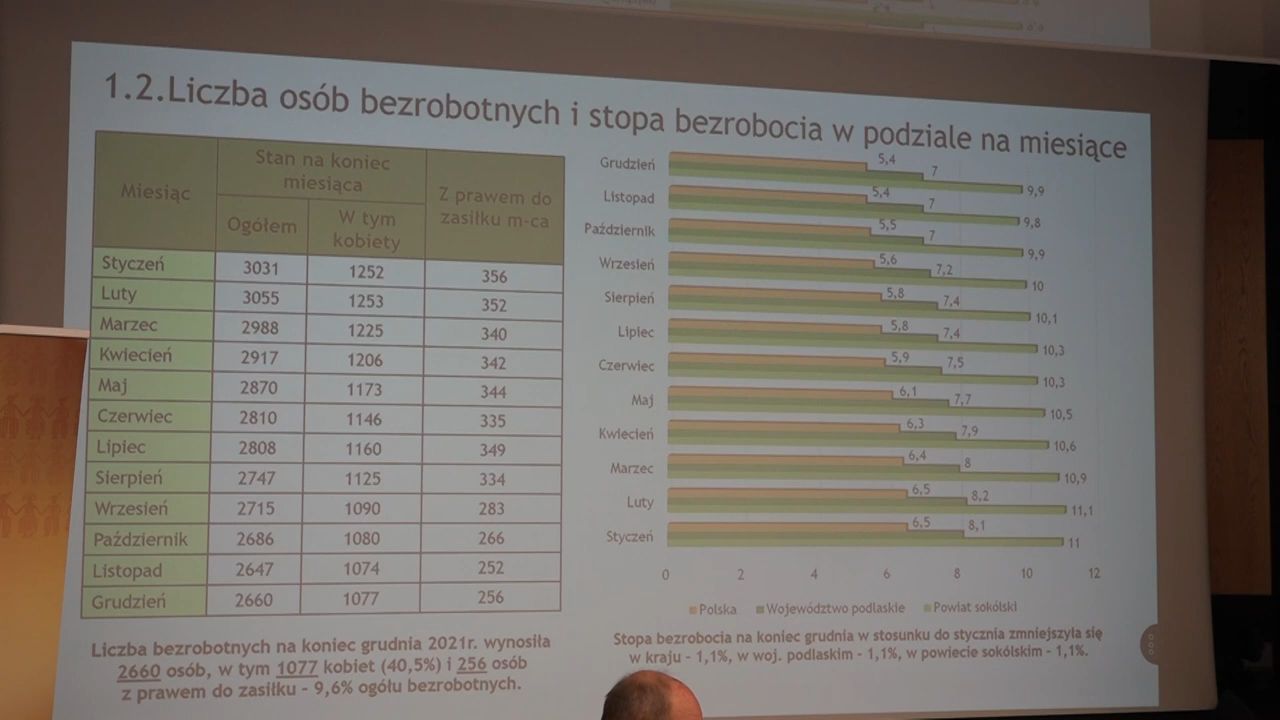 1.2.Liczba osób bezrobotnych i stopa bezrobocia w podziale na miesiące
Miesiąc
Stan na koniec
miesiąca
Z prawem do
zasiłku m-ca
Ogółem
W tym
kobiety
Styczeń 3031 1252 356
Luty 3055 1253 352
Marzec 2988 1225 340
Kwiecień 2917 1206 342
Maj 2870 1173 344
Czerwiec 2810 1146 335
Lipiec 2808 1160 349
Sierpień 2747 1125 334
Wrzesień 2715 1090 283
Październik 2686 1080 266
Listopad 2647 1074 252
Grudzień 2660 1077 256
Liczba bezrobotnych na koniec grudnia 2021r. wynosiła
2660 osób, w tym 1077 kobiet (40,5%) i 256 osób
z prawem do zasiłku - 9,6% ogółu bezrobotnych.
Grudzień 5,4 7 9,9
Listopad 5,4 7 9,8
Październik 5,5 7 9,9
Wrzesień 5,6 7,2 10
Sierpień 5,8 7,4 10,1
Lipiec 5,8 7,4 10,3
Czerwiec 5,9 7,5 10,3
Maj 6,1 7,7 10,5
Kwiecień 6,3 7,9 10,6
Marzec 6,4 8 10,9
Luty 6,5 8,2 11,1
Styczeń 6,5 8,1 11
0 2 4 6 8 10 12
Polska Województwo podlaskie Powiat sokólski
Stopa bezrobocia na koniec grudnia w stosunku do stycznia zmniejszyła się
w kraju - 1,1%, w woj. podlaskim - 1,1%, w powiecie sokólskim - 1,1%.